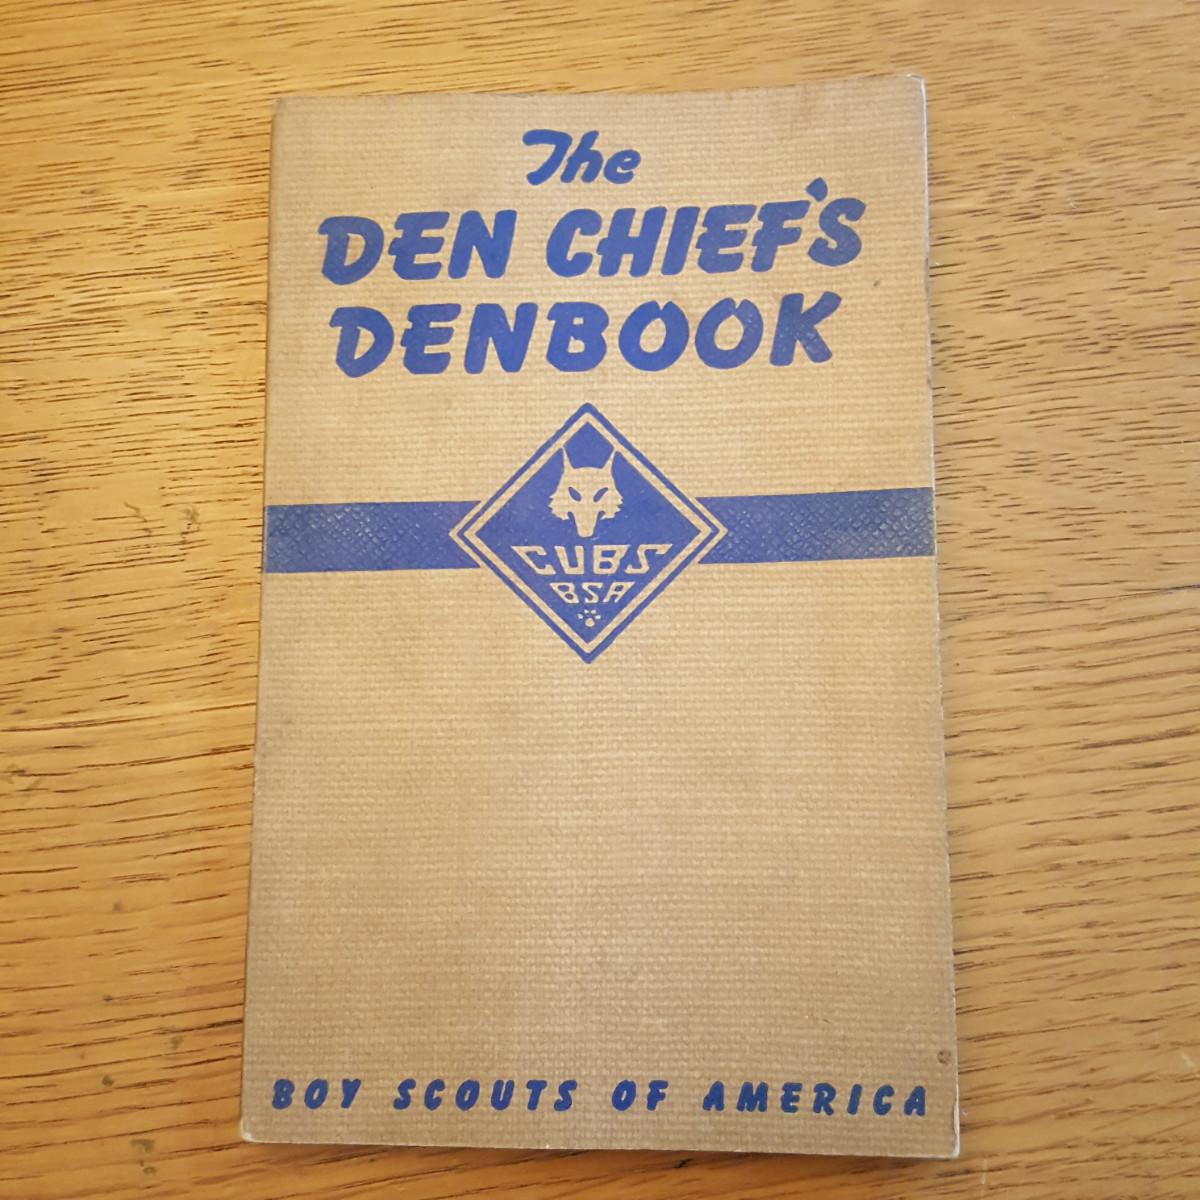 The
DEN CHIEF'S
DENBOOK
CUBS
BSA
BOY SCOUTS OF AMERICA